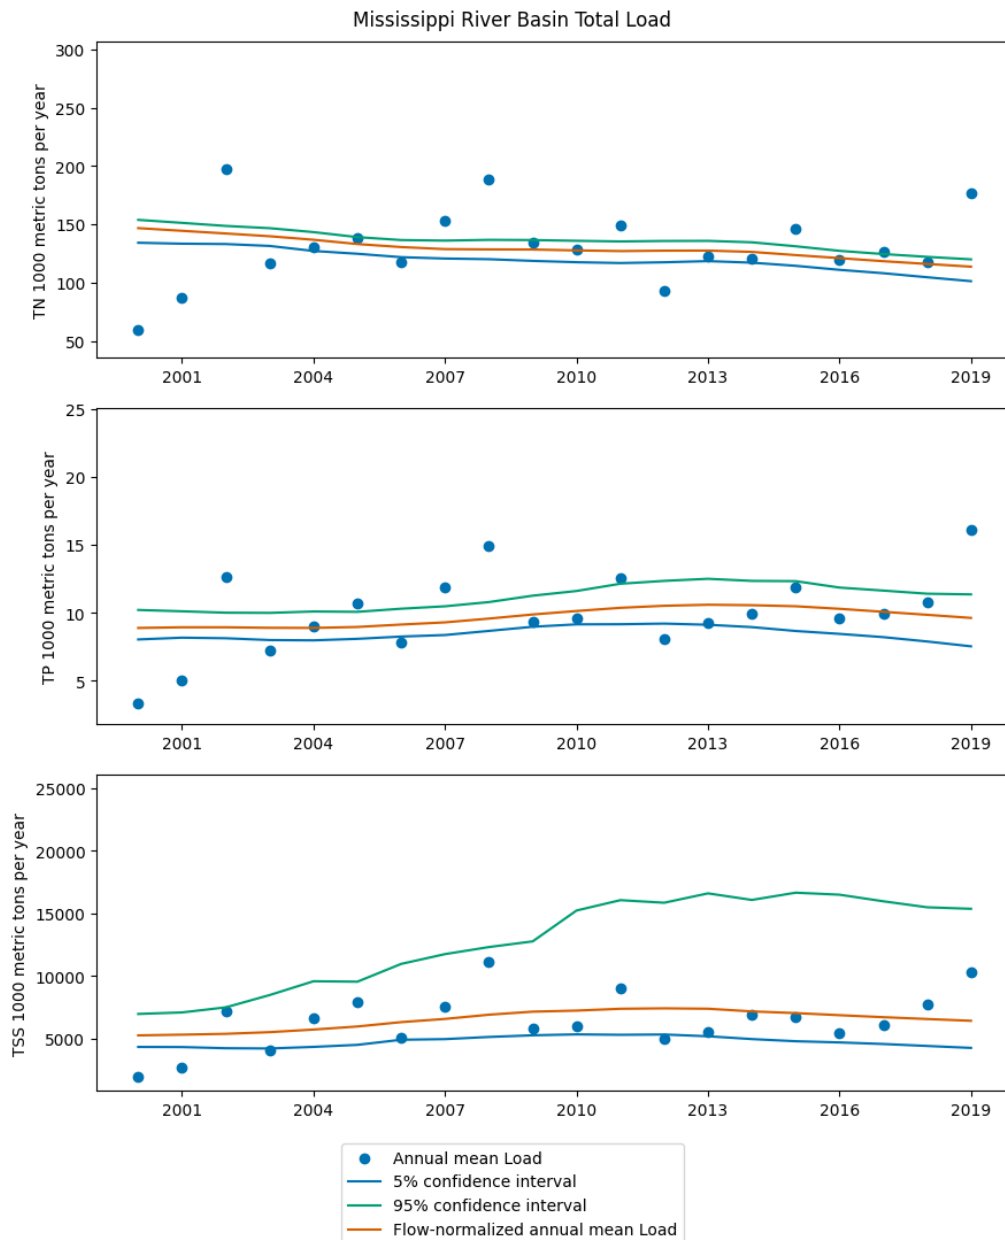 Mississippi River Basin Total Load
TN 1000 metric tons per year
300
250
200
150
100
50
2001 2004 2007 2010 2013 2016 2019
TP 1000 metric tons per year
25
20
15
10
5
2001 2004 2007 2010 2013 2016 2019
TSS 1000 metric tons per year
25000
20000
15000
10000
5000
2001 2004 2007 2010 2013 2016 2019
Annual mean Load
5% confidence interval
95% confidence interval
Flow-normalized annual mean Load